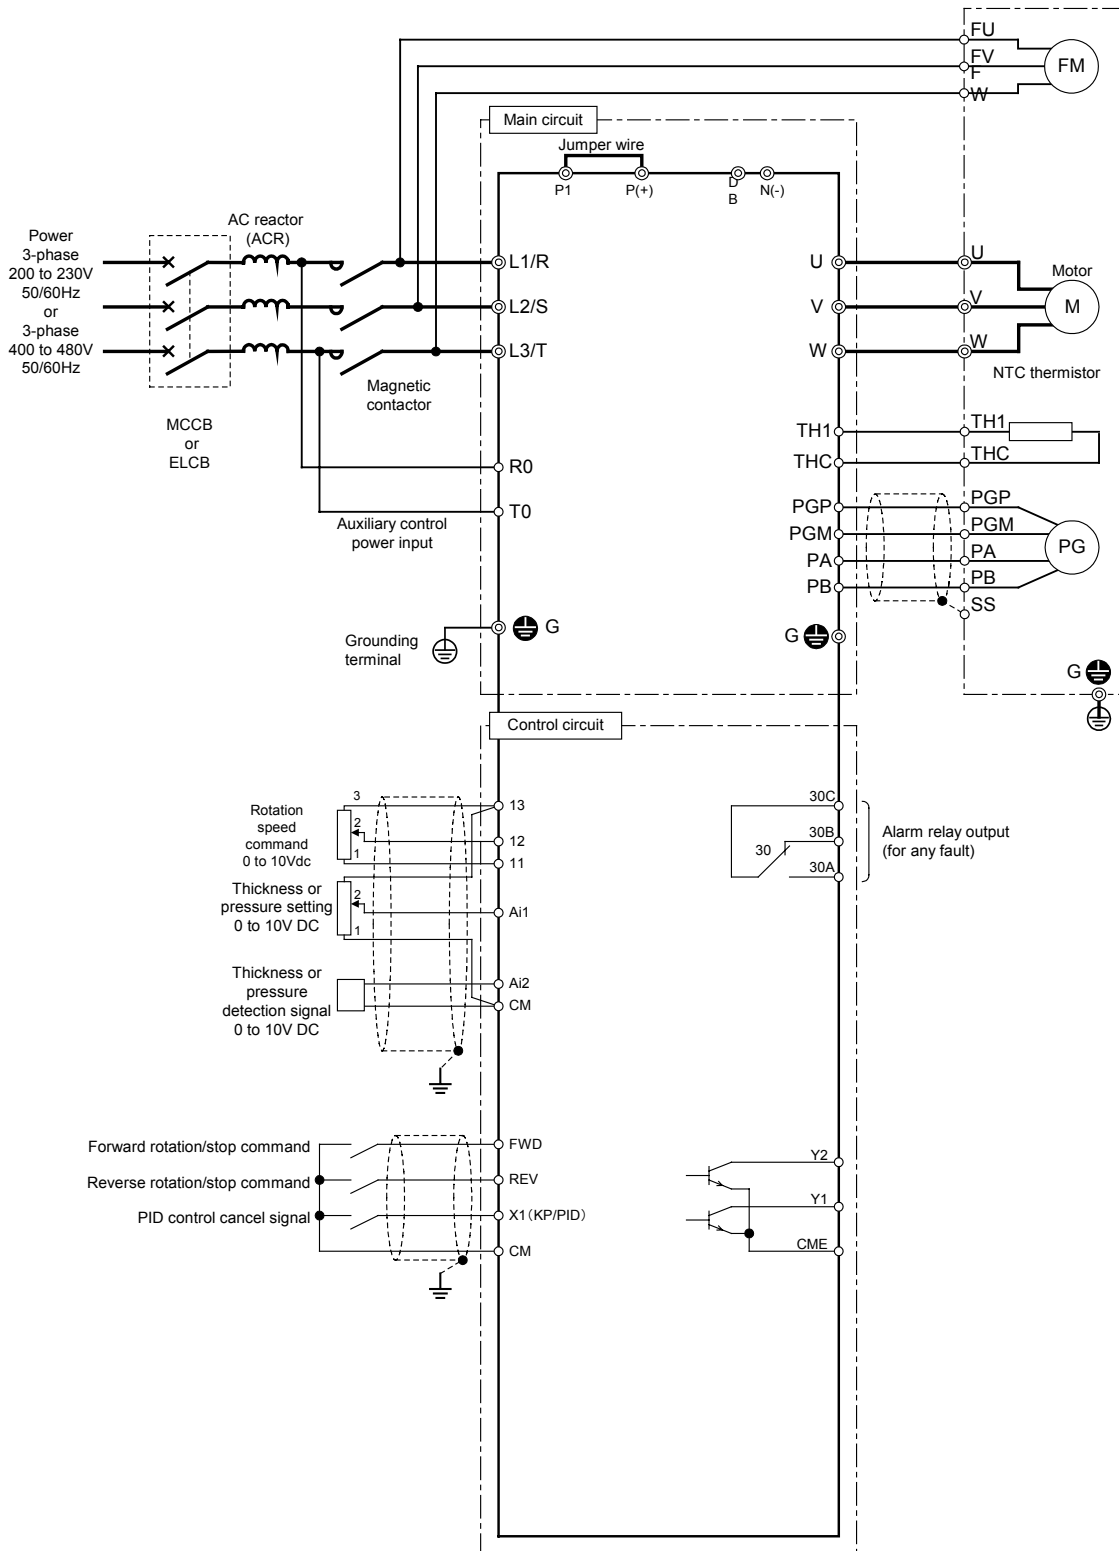 FU
FV
F
W
FM
Main circuit
Jumper wire
P1
P(+)
D
B
N(-)
AC reactor
(ACR)
Power
3-phase
200 to 230V
50/60Hz
or
3-phase
400 to 480V
50/60Hz
MCCB
or
ELCB
Magnetic
contactor
L1/R
L2/S
L3/T
R0
T0
Auxiliary control
power input
Grounding
terminal
G
U
V
W
U
V
W
Motor
M
NTC thermistor
TH1
THC
TH1
THC
PGP
PGM
PA
PB
PGP
PGM
PA
PB
SS
PG
G
G
Control circuit
Rotation
speed
command
0 to 10Vdc
3
2
1
13
12
11
Thickness or
pressure setting
0 to 10V DC
2
1
Ai1
Thickness or
pressure
detection signal
0 to 10V DC
Ai2
CM
30C
30B
30
30A
Alarm relay output
(for any fault)
Forward rotation/stop command
FWD
Reverse rotation/stop command
REV
PID control cancel signal
X1(KP/PID)
CM
Y2
Y1
CME